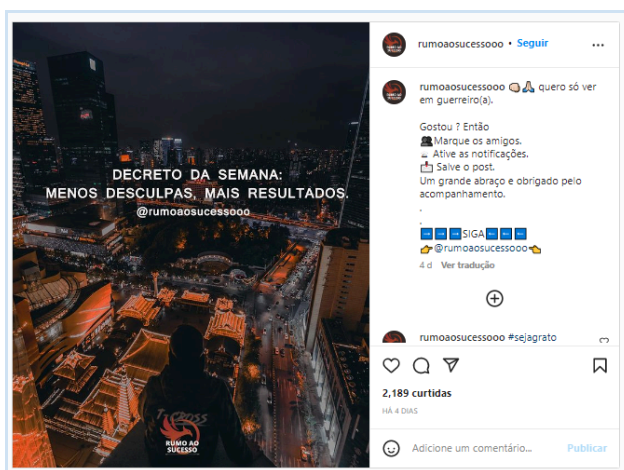 DECRETO DA SEMANA:
MENOS DESCULPAS, MAIS RESULTADOS.
@rumoaosucessooo
RUMO AO
SUCESSO
rumoaosucessooo • Seguir
rumoaosucessooo quero só ver
em guerreiro(a).
Gostou ? Então
Marque os amigos.
Ative as notificações.
Salve o post.
Um grande abraço e obrigado pelo
acompanhamento.
.
.
SIGA
@rumoaosucessooo
4 d Ver tradução
rumoaosucessooo #sejagrato
2,189 curtidas
HÁ 4 DIAS
Adicione um comentário... Publicar